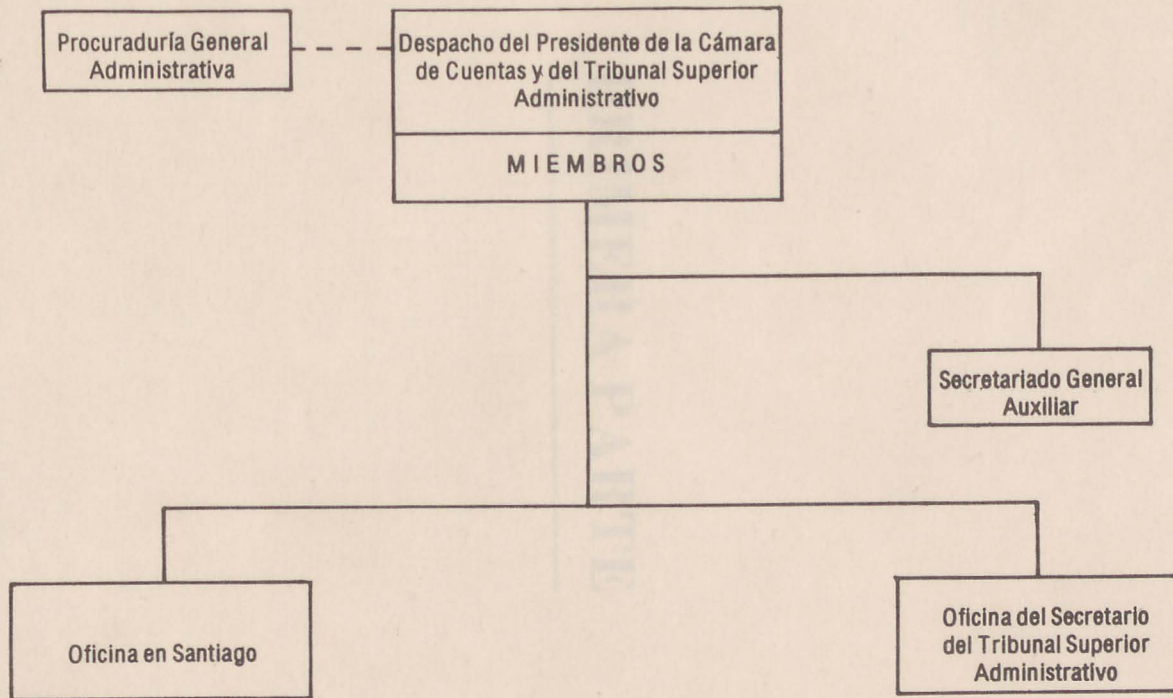 Procuraduría General
Administrativa
Despacho del Presidente de la Cámara
de Cuentas y del Tribunal Superior
Administrativo
MIEMBROS
Secretariado General
Auxiliar
Oficina en Santiago
Oficina del Secretario
del Tribunal Superior
Administrativo